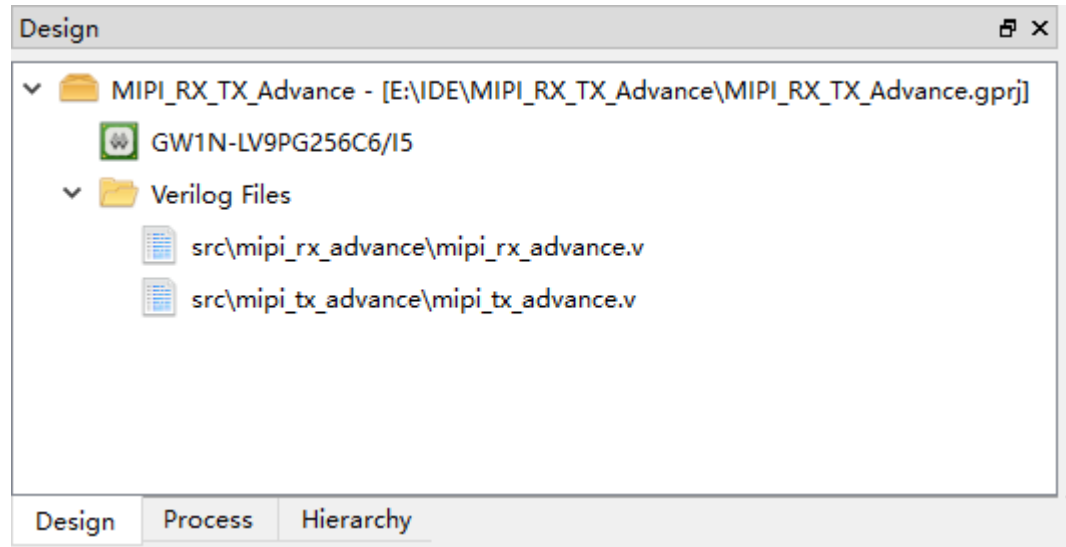 Design
MIPI_RX_TX_Advance - [E:\IDE\MIPI_RX_TX_Advance\MIPI_RX_TX_Advance.gprj]
GW1N-LV9PG256C6/I5
Verilog Files
src\mipi_rx_advance\mipi_rx_advance.v
src\mipi_tx_advance\mipi_tx_advance.v
Design Process Hierarchy